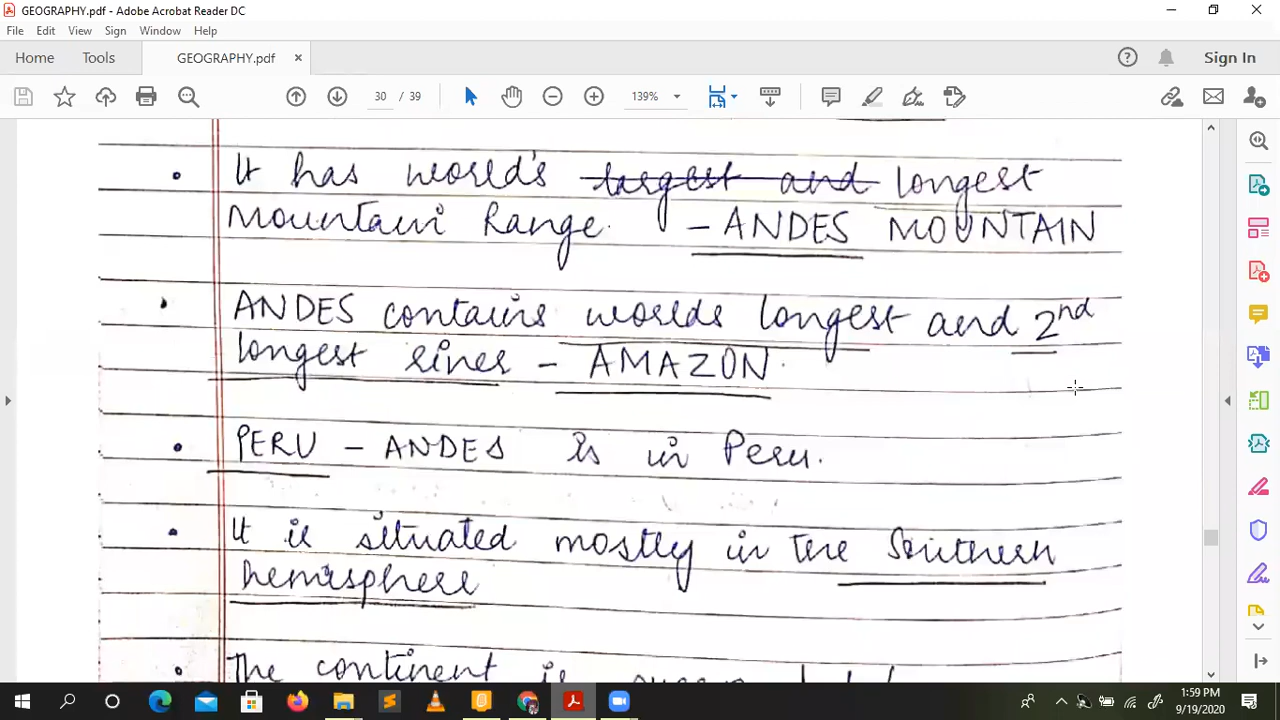 GEOGRAPHY.pdf - Adobe Acrobat Reader DC
File Edit View Sign Window Help
Home Tools GEOGRAPHY.pdf Sign In
30 / 39 139%
• It has world's largest and longest
Mountain Range. - ANDES MOUNTAIN
• ANDES contains worlds longest and 2nd
longest river - AMAZON.
• PERU - ANDES is in Peru.
• It is situated mostly in the Southern
hemisphere
• The continent is
1:59 PM
9/19/2020